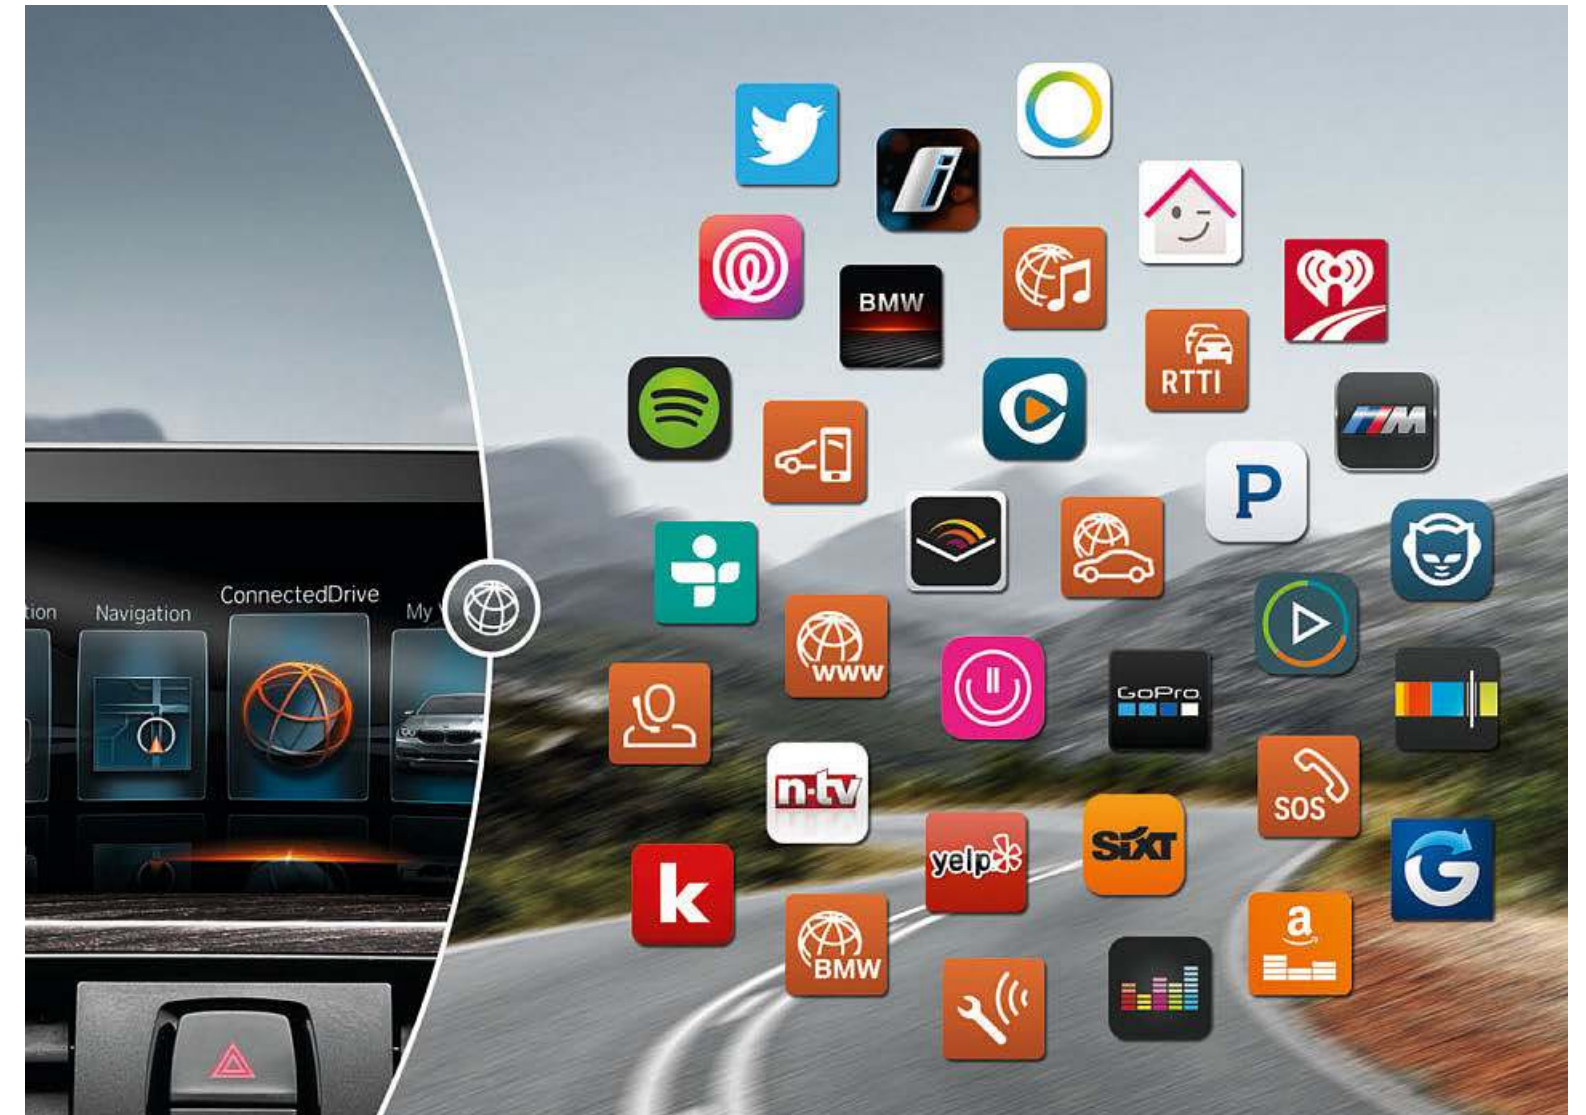 BMW
RTTI
M
P
ConnectedDrive
tion
Navigation
My
www
GoPro
n-tv
SOS
yelp
SiXT
k
G
a
BMW
i